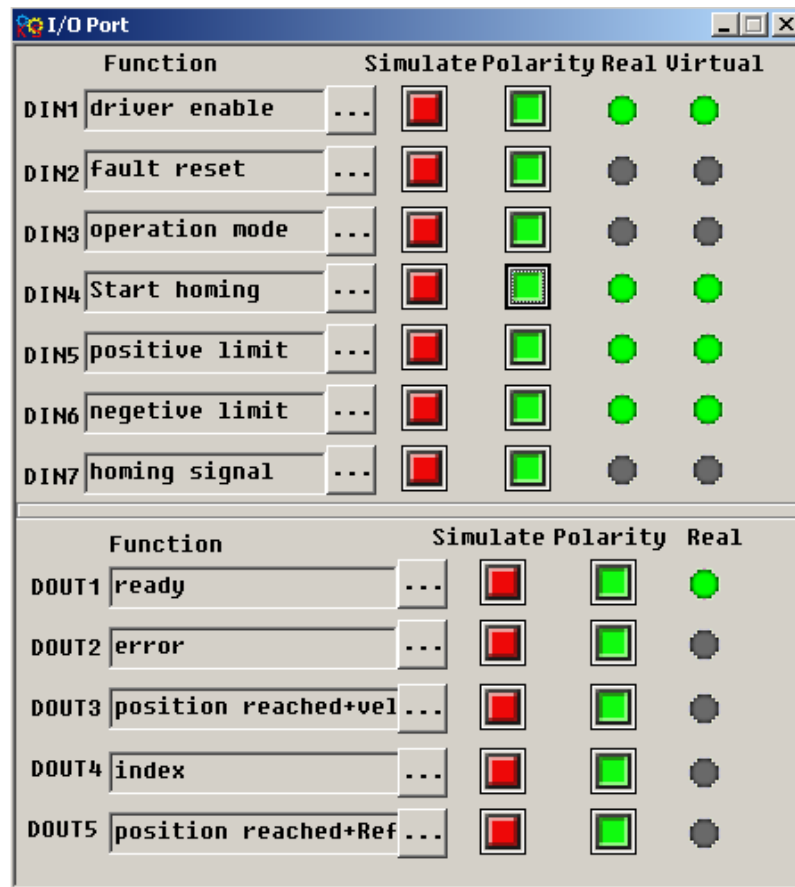 I/O Port
Function Simulate Polarity Real Virtual
DIN1 driver enable ...
DIN2 fault reset ...
DIN3 operation mode ...
DIN4 Start homing ...
DIN5 positive limit ...
DIN6 negetive limit ...
DIN7 homing signal ...
Function Simulate Polarity Real
DOUT1 ready ...
DOUT2 error ...
DOUT3 position reached+vel ...
DOUT4 index ...
DOUT5 position reached+Ref ...